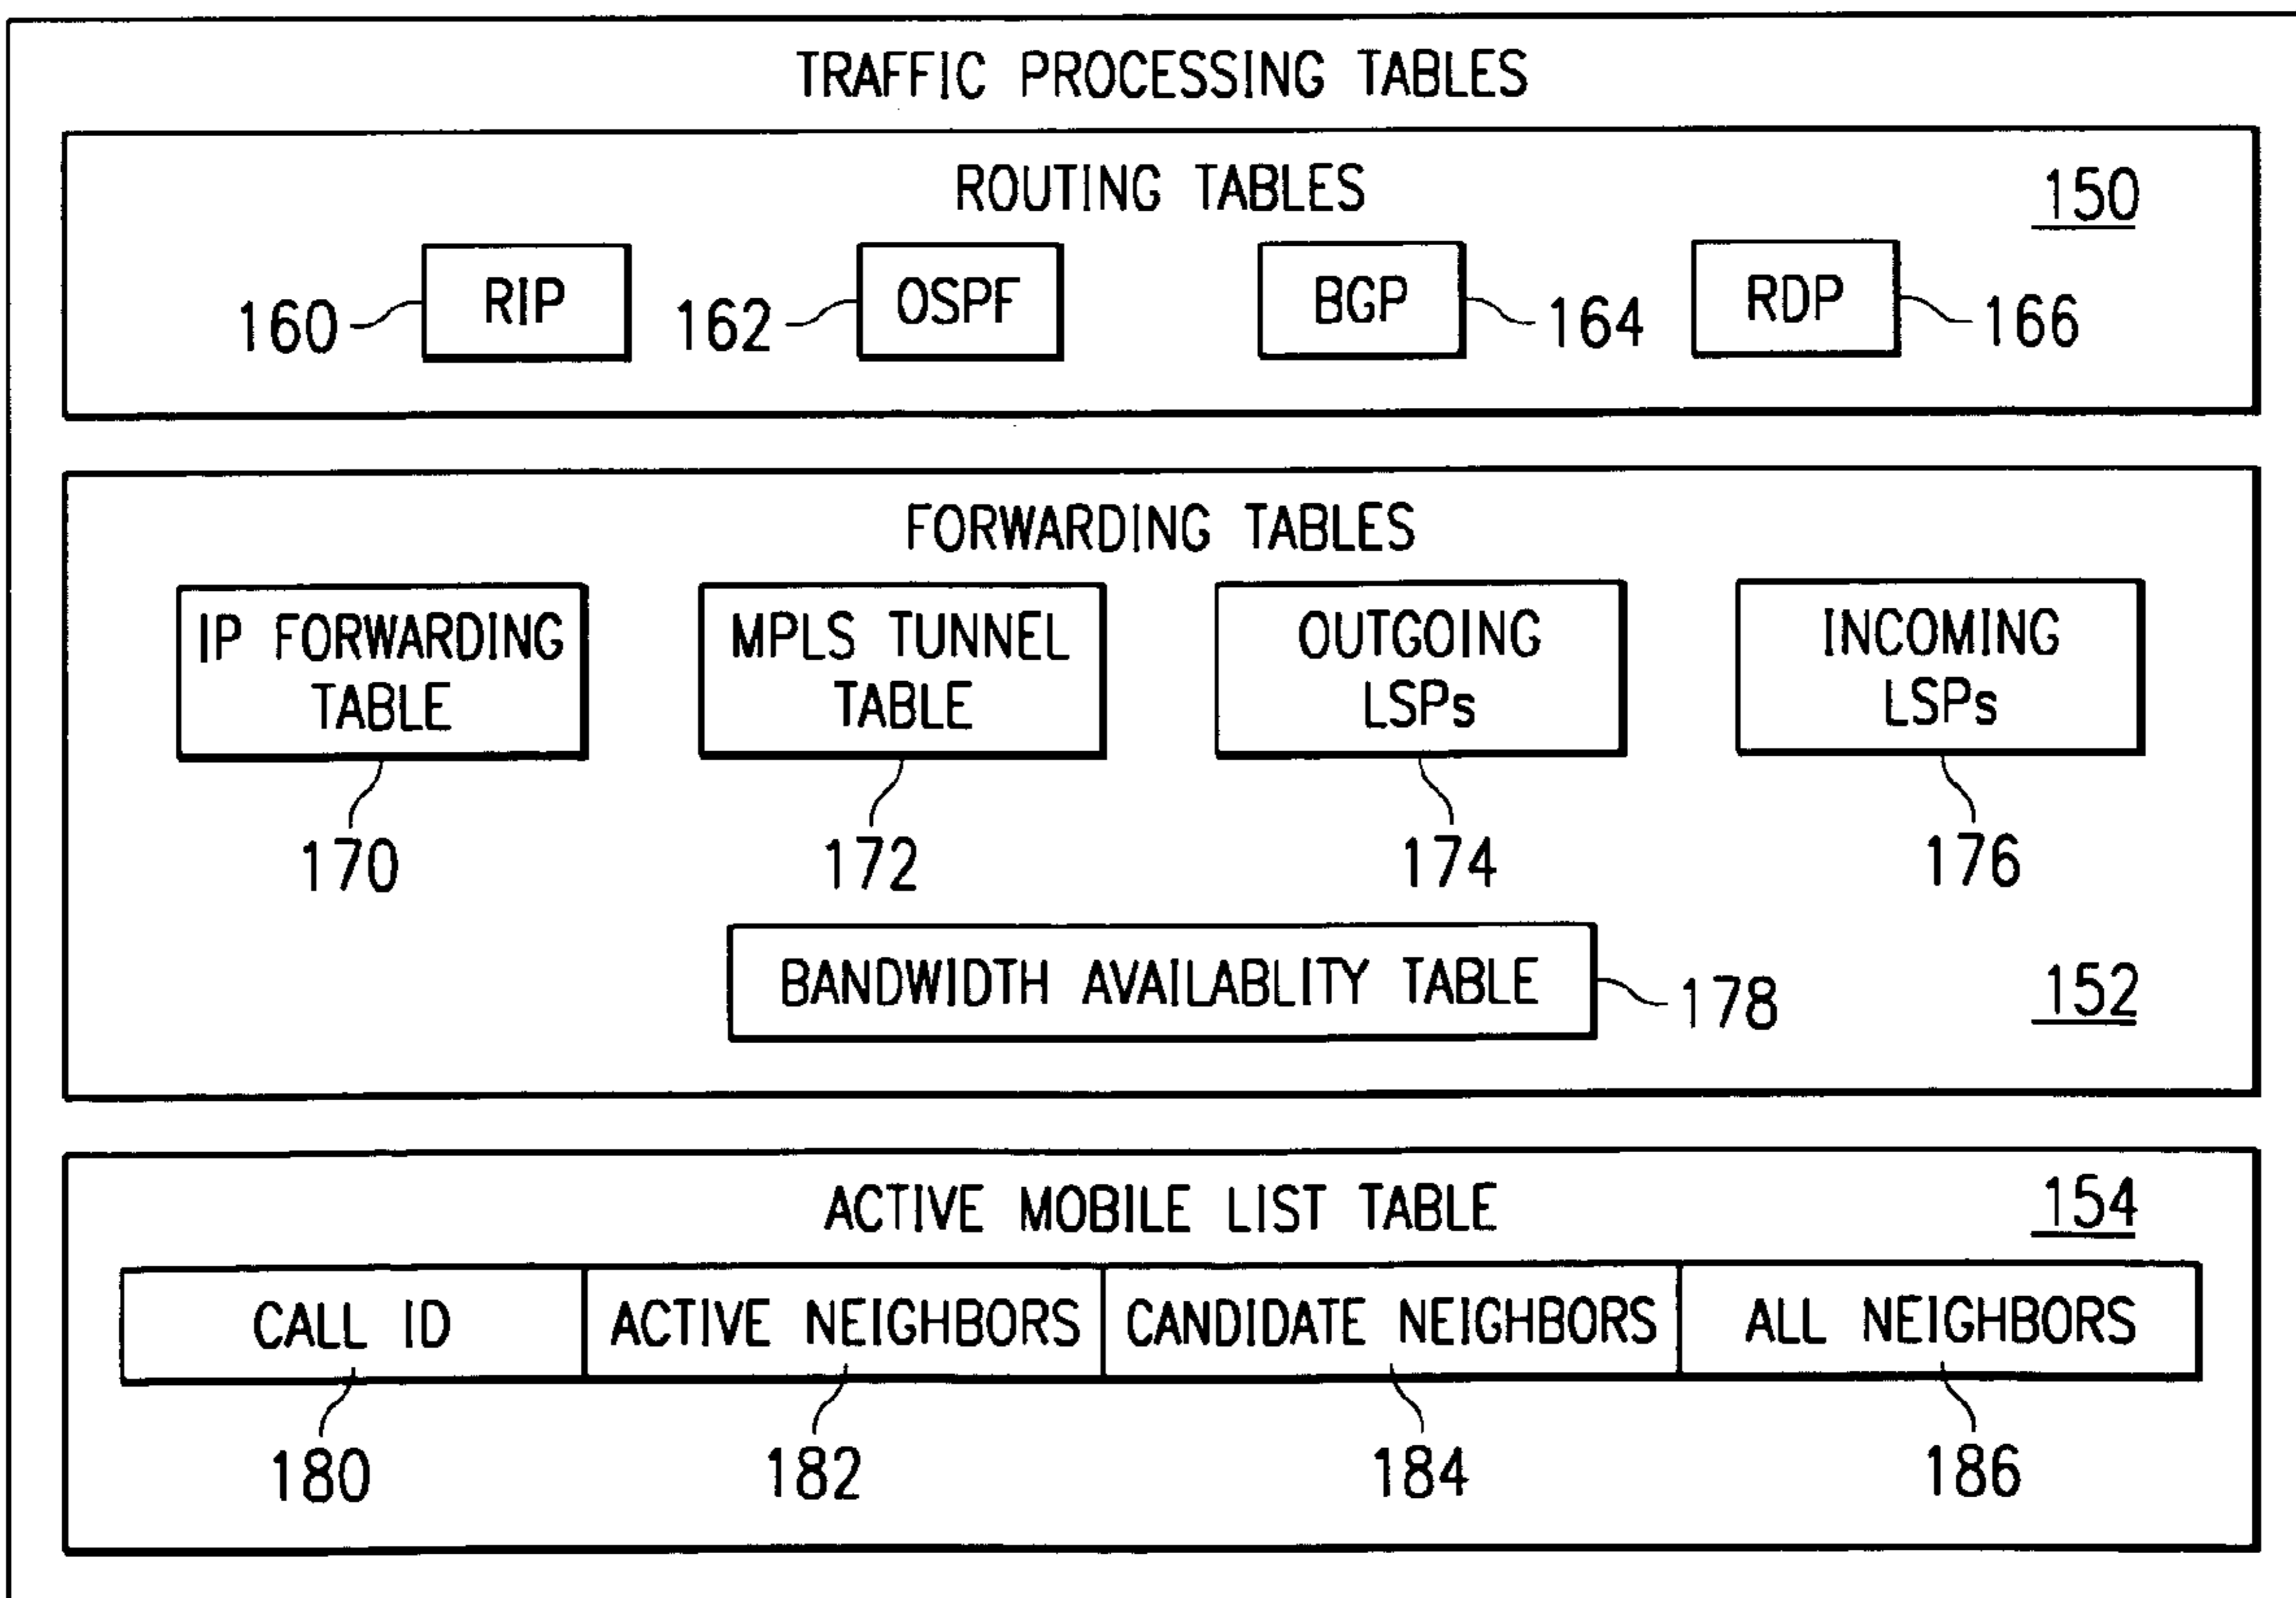 TRAFFIC PROCESSING TABLES
ROUTING TABLES
150
160
RIP
162
OSPF
BGP
164
RDP
166
FORWARDING TABLES
IP FORWARDING
TABLE
MPLS TUNNEL
TABLE
OUTGOING
LSPs
INCOMING
LSPs
170
172
174
176
BANDWIDTH AVAILABLITY TABLE
178
152
ACTIVE MOBILE LIST TABLE
154
CALL ID
ACTIVE NEIGHBORS
CANDIDATE NEIGHBORS
ALL NEIGHBORS
180
182
184
186